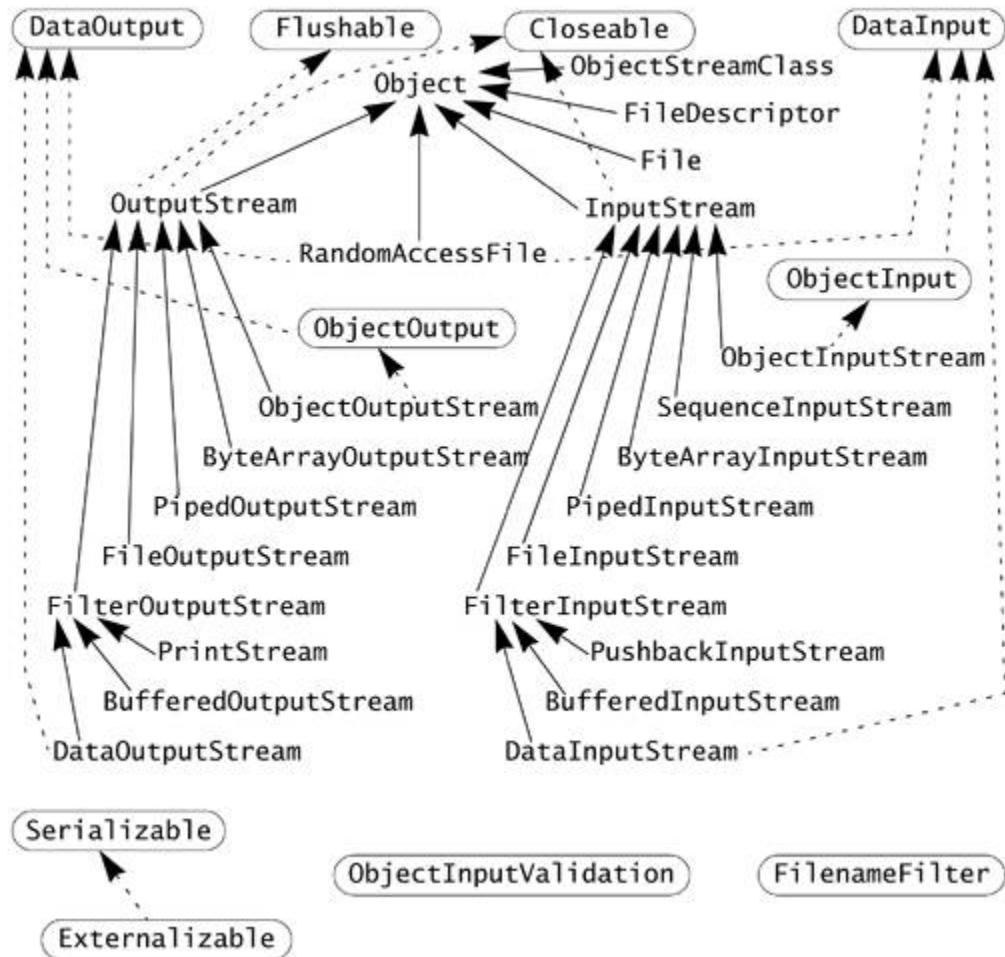 DataOutput
Flushable
Closeable
DataInput
Object
ObjectStreamClass
FileDescriptor
File
OutputStream
InputStream
RandomAccessFile
ObjectInput
ObjectOutput
ObjectInputStream
ObjectOutputStream
SequenceInputStream
ByteArrayOutputStream
ByteArrayInputStream
PipedOutputStream
PipedInputStream
FileOutputStream
FileInputStream
FilterOutputStream
FilterInputStream
PrintStream
PushbackInputStream
BufferedOutputStream
BufferedInputStream
DataOutputStream
DataInputStream
Serializable
ObjectInputValidation
FilenameFilter
Externalizable